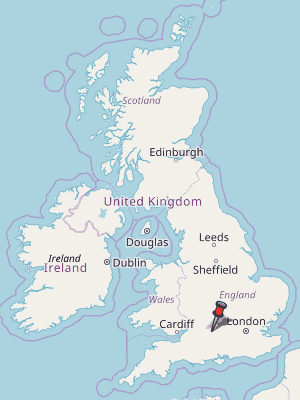 Scotland
Edinburgh
United Kingdom
Douglas
Leeds
Ireland
Ireland
Dublin
Sheffield
Wales
England
Cardiff
London